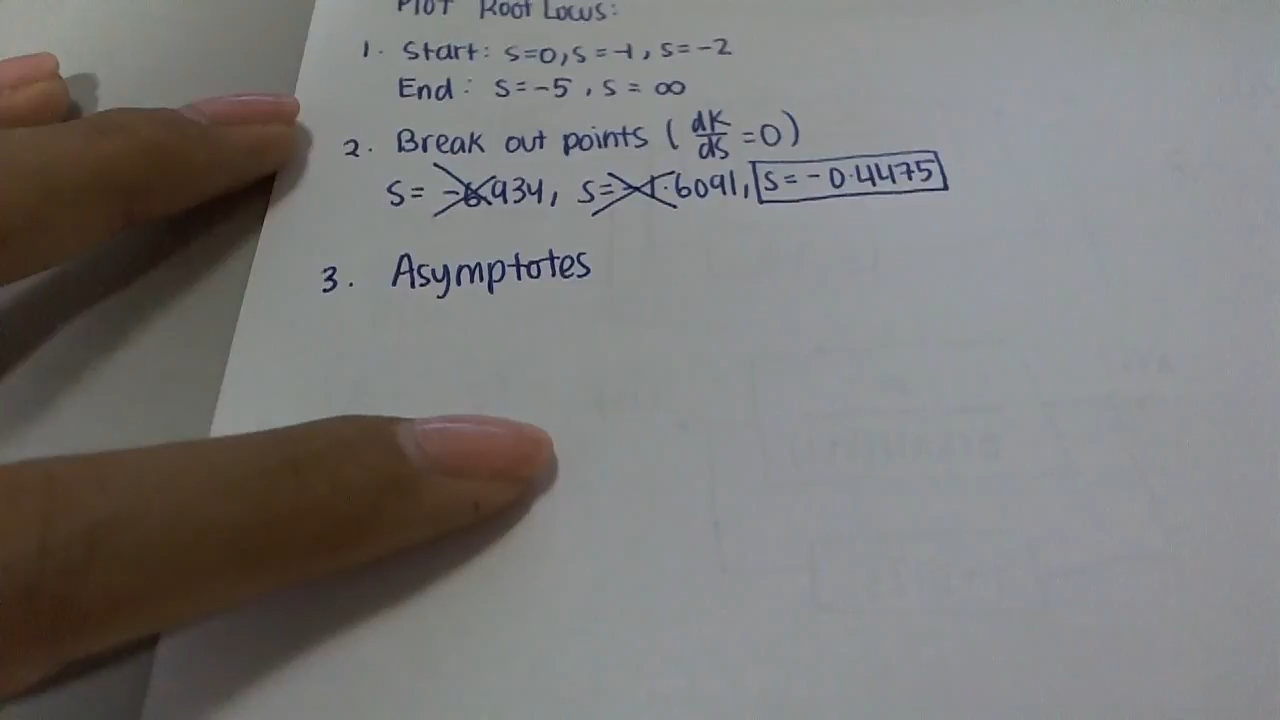 PLOT Root Locus:
1. Start: s=0, s=-1, s=-2
End: s=-5, s=∞
2. Break out points (dK/ds=0)
s= -6.934, s=-1.6091, s=-0.4475
3. Asymptotes